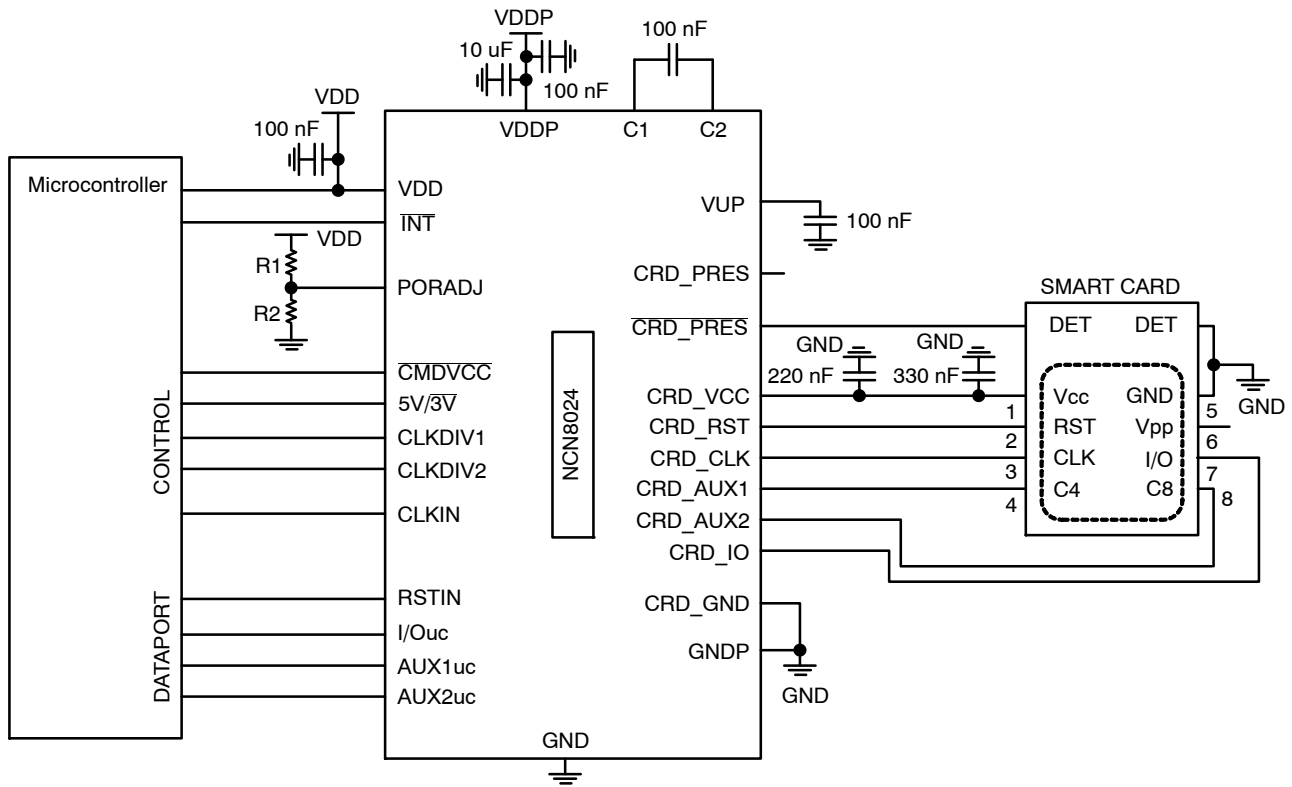 VDDP
10 uF
100 nF
100 nF
VDD
100 nF
VDDP
C1
C2
Microcontroller
VDD
INT
VDD
R1
R2
PORADJ
CMDVCC
5V/3V
CLKDIV1
CLKDIV2
CLKIN
CONTROL
RSTIN
I/Ouc
AUX1uc
AUX2uc
DATAPORT
NCN8024
GND
VUP
100 nF
CRD_PRES
CRD_PRES
CRD_VCC
CRD_RST
CRD_CLK
CRD_AUX1
CRD_AUX2
CRD_IO
CRD_GND
GNDP
GND
GND
220 nF
GND
330 nF
SMART CARD
DET
DET
Vcc
GND
RST
Vpp
CLK
I/O
C4
C8
1
2
3
4
5
6
7
8
GND